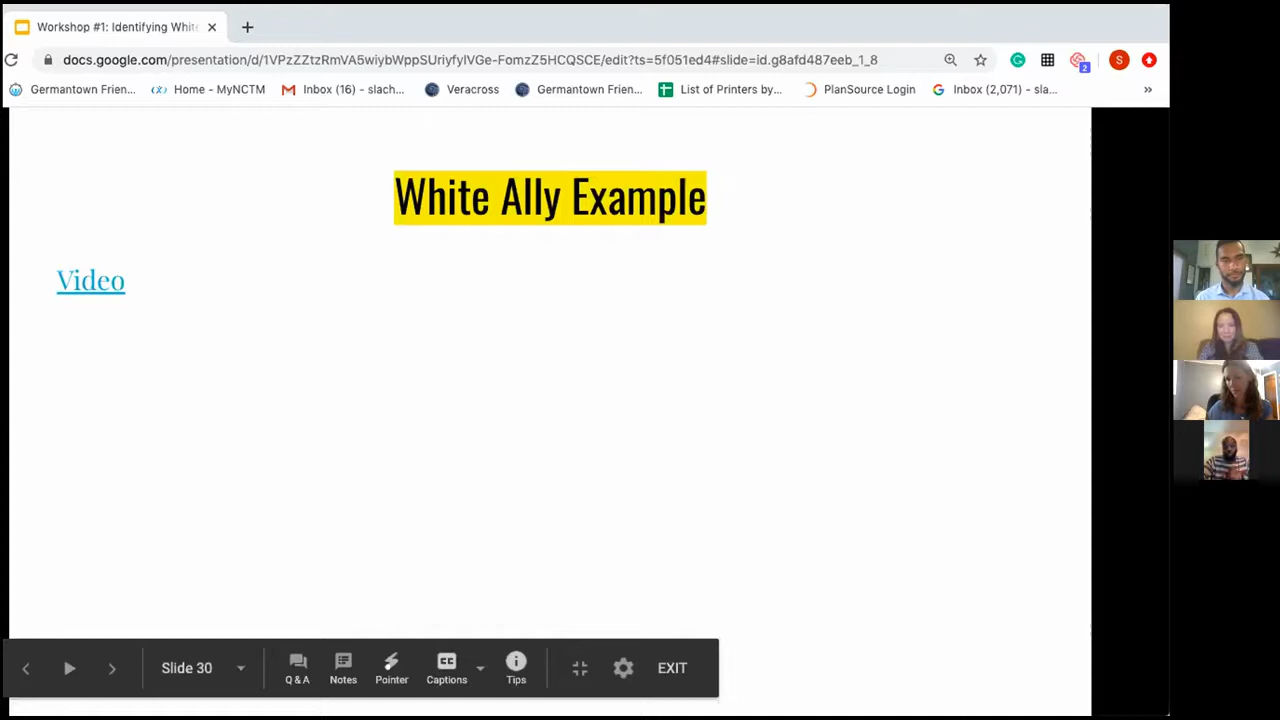 Workshop #1: Identifying Whit
docs.google.com/presentation/d/1VPzZZtzRmVA5wiybWppSUriyfylVGe-FomzZ5HCQSCE/edit?ts=5f051ed4#slide=id.g8afd487eeb_1_8
2
S
Germantown Frien... Home - MyNCTM Inbox (16) - slach... Veracross Germantown Frien... List of Printers by... PlanSource Login Inbox (2,071) - sla... »
White Ally Example
Video
Slide 30
Q & A Notes Pointer Captions Tips
EXIT